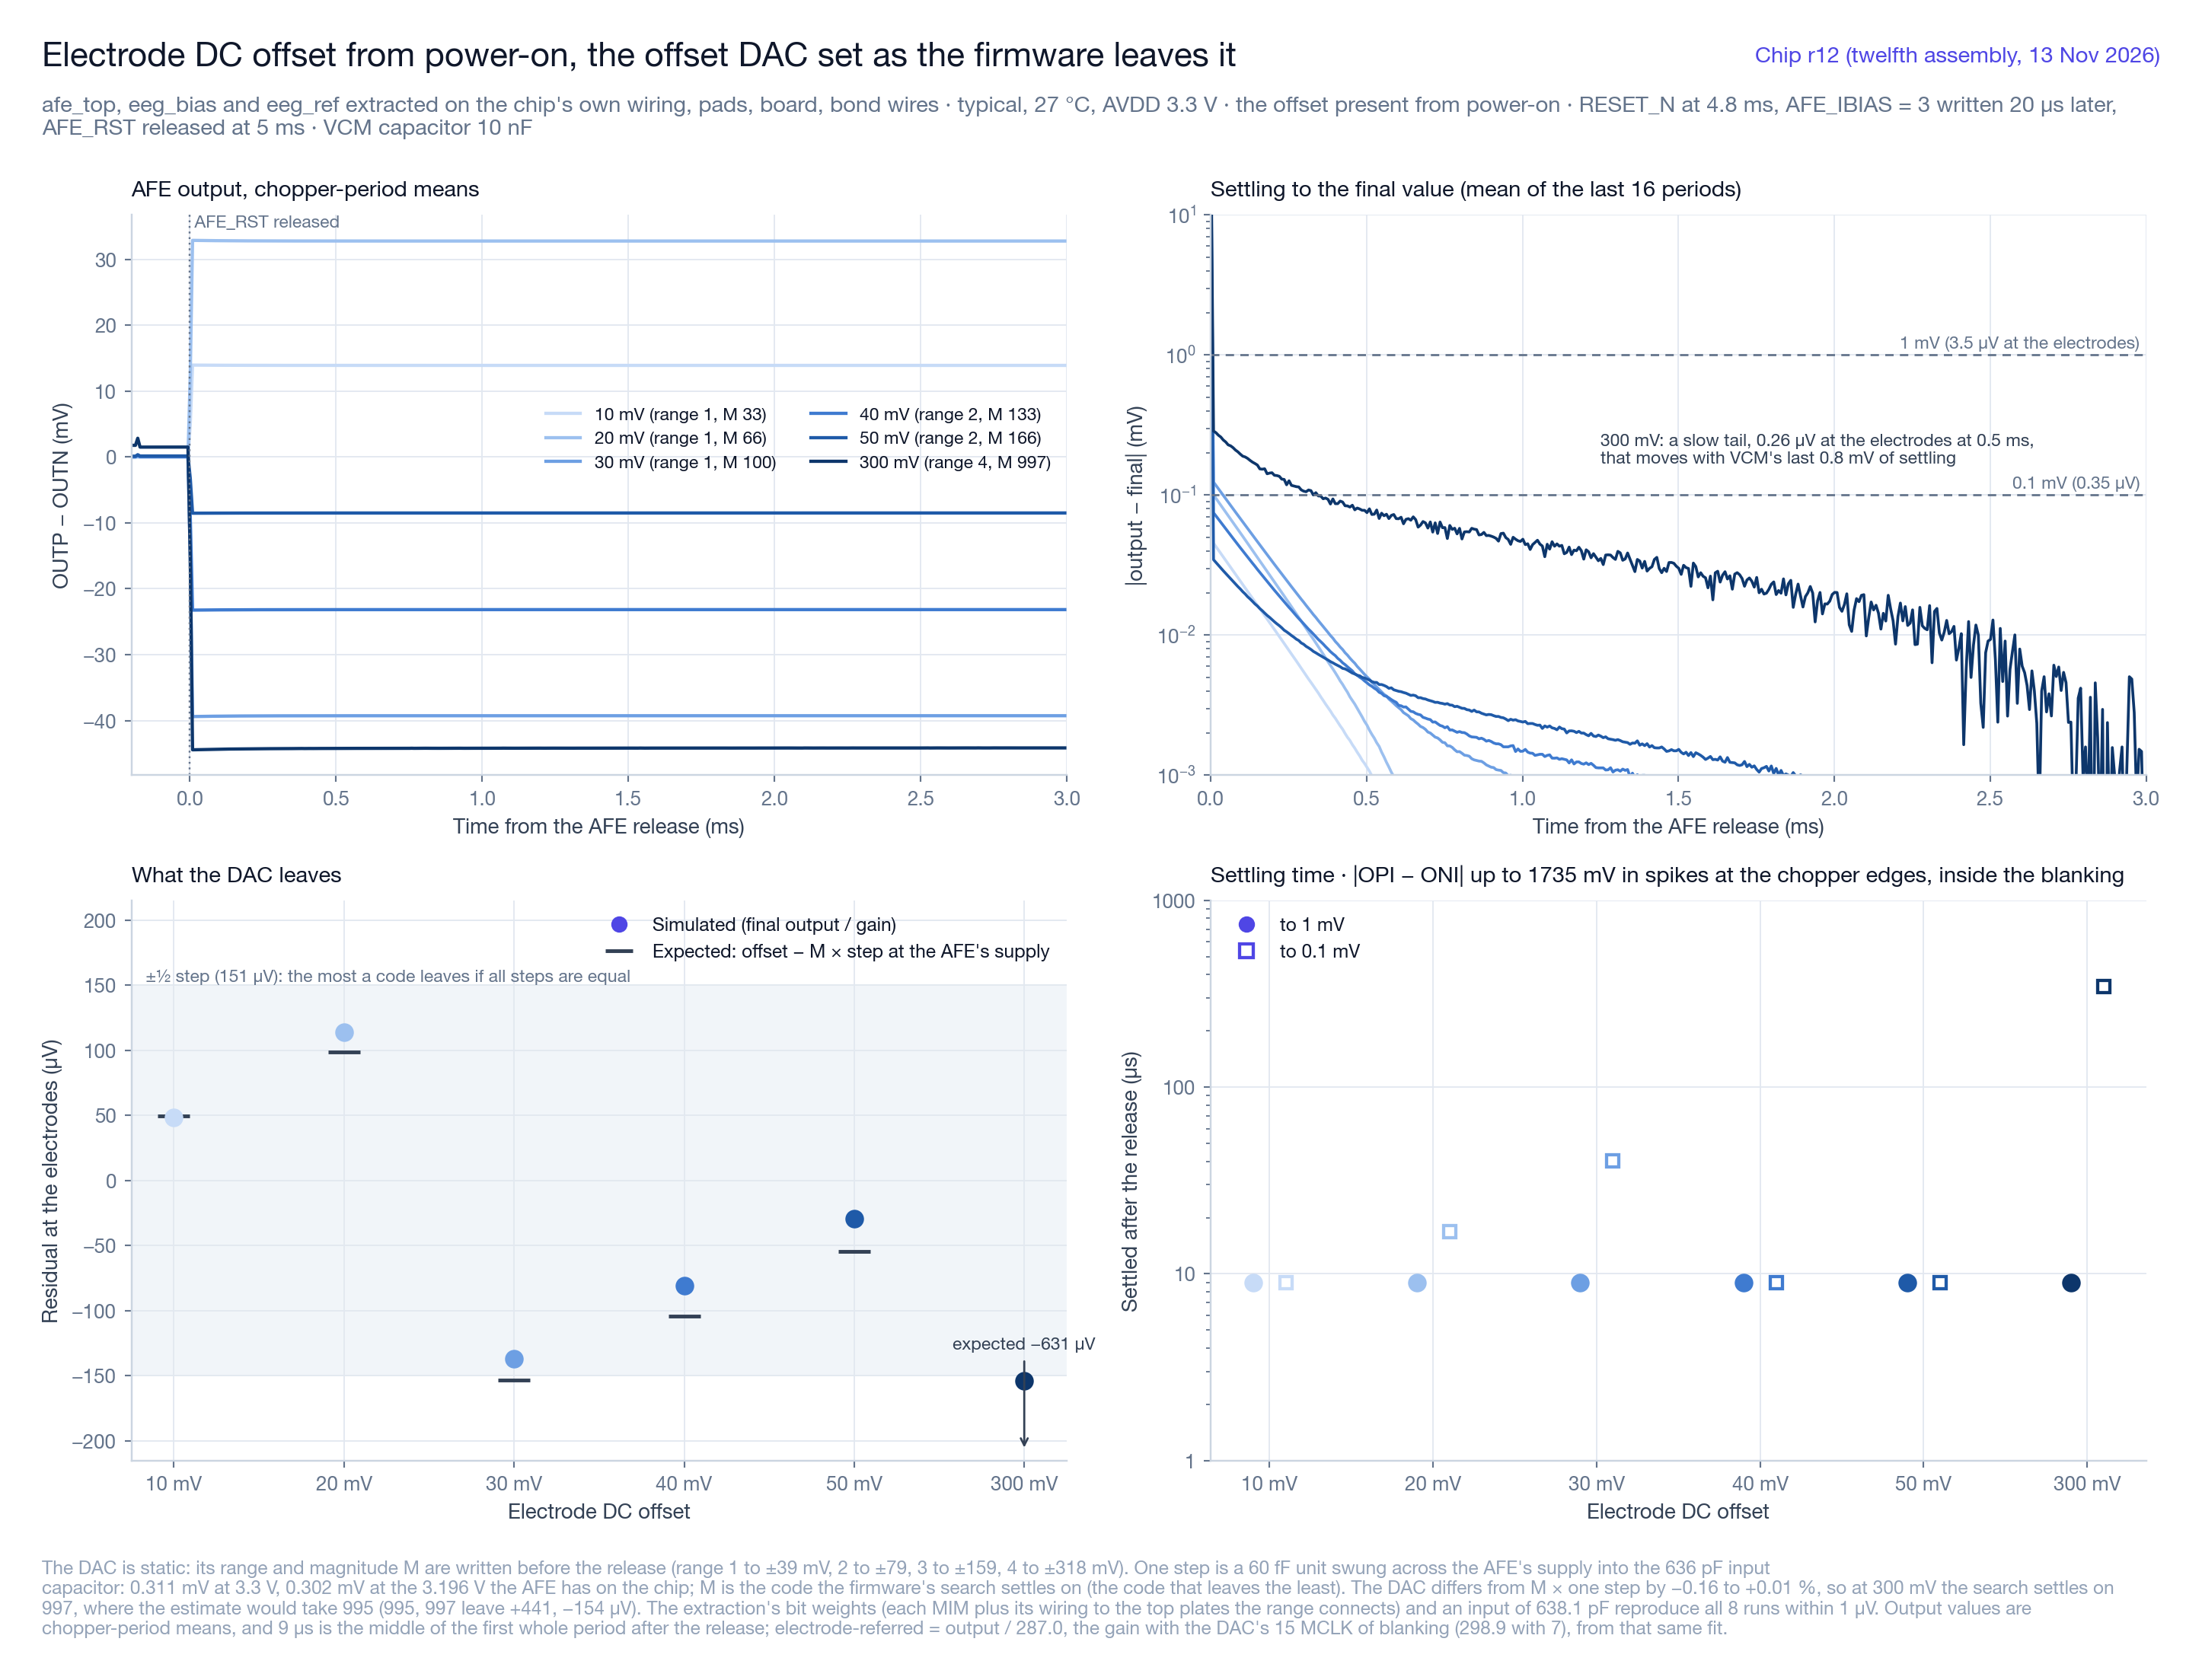 Electrode DC offset from power-on, the offset DAC set as the firmware leaves it
Chip r12 (twelfth assembly, 13 Nov 2026)
afe_top, eeg_bias and eeg_ref extracted on the chip's own wiring, pads, board, bond wires · typical, 27 °C, AVDD 3.3 V · the offset present from power-on · RESET_N at 4.8 ms, AFE_IBIAS = 3 written 20 µs later,
AFE_RST released at 5 ms · VCM capacitor 10 nF
AFE output, chopper-period means
AFE_RST released
30
20
10
0
−10
−20
−30
−40
OUTP − OUTN (mV)
10 mV (range 1, M 33)
20 mV (range 1, M 66)
30 mV (range 1, M 100)
40 mV (range 2, M 133)
50 mV (range 2, M 166)
300 mV (range 4, M 997)
0.0 0.5 1.0 1.5 2.0 2.5 3.0
Time from the AFE release (ms)
Settling to the final value (mean of the last 16 periods)
10¹
10⁰
10⁻¹
10⁻²
10⁻³
|output − final| (mV)
1 mV (3.5 µV at the electrodes)
300 mV: a slow tail, 0.26 µV at the electrodes at 0.5 ms,
that moves with VCM's last 0.8 mV of settling
0.1 mV (0.35 µV)
0.0 0.5 1.0 1.5 2.0 2.5 3.0
Time from the AFE release (ms)
What the DAC leaves
200
150
100
50
0
−50
−100
−150
−200
Residual at the electrodes (µV)
Simulated (final output / gain)
Expected: offset − M × step at the AFE's supply
±½ step (151 µV): the most a code leaves if all steps are equal
expected −631 µV
10 mV 20 mV 30 mV 40 mV 50 mV 300 mV
Electrode DC offset
Settling time · |OPI − ONI| up to 1735 mV in spikes at the chopper edges, inside the blanking
1000
100
10
1
Settled after the release (µs)
to 1 mV
to 0.1 mV
10 mV 20 mV 30 mV 40 mV 50 mV 300 mV
Electrode DC offset
The DAC is static: its range and magnitude M are written before the release (range 1 to ±39 mV, 2 to ±79, 3 to ±159, 4 to ±318 mV). One step is a 60 fF unit swung across the AFE's supply into the 636 pF input
capacitor: 0.311 mV at 3.3 V, 0.302 mV at the 3.196 V the AFE has on the chip; M is the code the firmware's search settles on (the code that leaves the least). The DAC differs from M × one step by −0.16 to +0.01 %, so at 300 mV the search settles on
997, where the estimate would take 995 (995, 997 leave +441, −154 µV). The extraction's bit weights (each MIM plus its wiring to the top plates the range connects) and an input of 638.1 pF reproduce all 8 runs within 1 µV. Output values are
chopper-period means, and 9 µs is the middle of the first whole period after the release; electrode-referred = output / 287.0, the gain with the DAC's 15 MCLK of blanking (298.9 with 7), from that same fit.